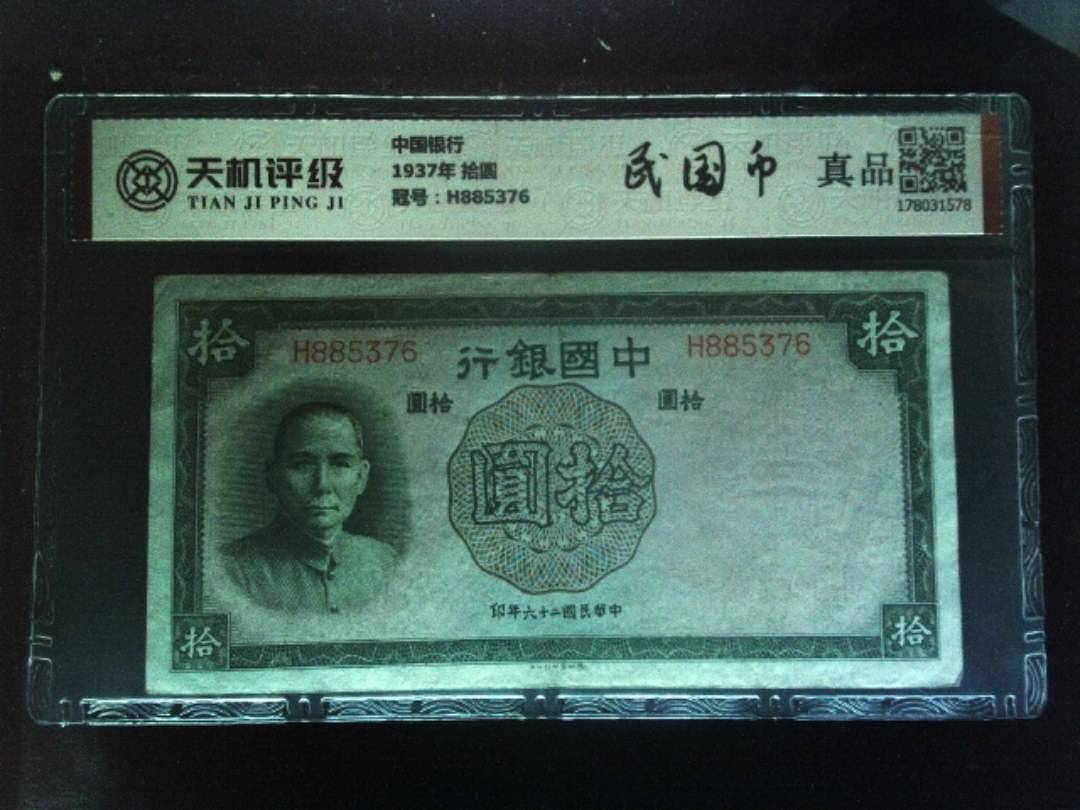 天机评级
TIAN JI PING JI
中国银行
1937年 拾圆
冠号：H885376
民国币
真品
178031578
拾
拾
H885376
行銀國中
H885376
圓拾
圓拾
圓拾
印年六十二國民華中
拾
拾